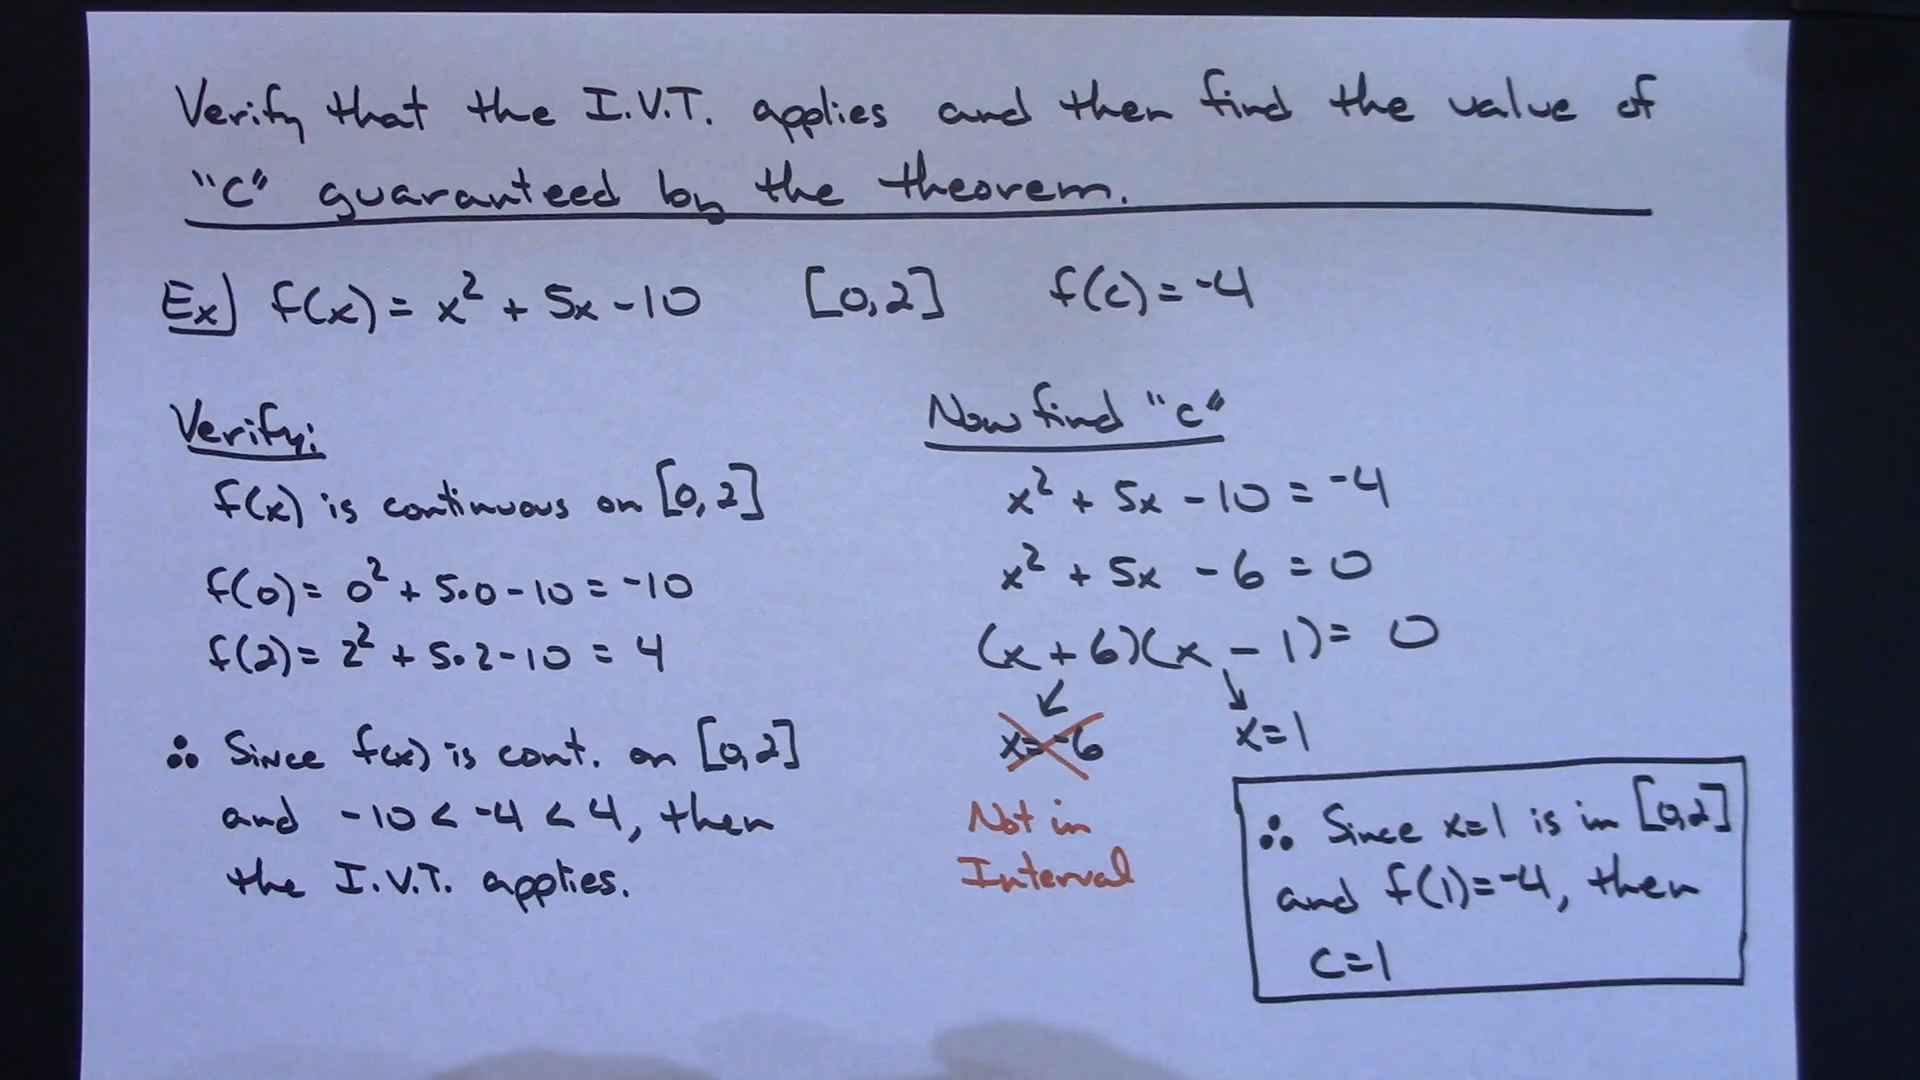 Verify that the I.V.T. applies and then find the value of
"c" guaranteed by the theorem.
Ex] f(x) = x² + 5x - 10 [0,2] f(c) = -4
Verify:
f(x) is continuous on [0,2]
f(0) = 0² + 5·0 - 10 = -10
f(2) = 2² + 5·2 - 10 = 4
∴ Since f(x) is cont. on [0,2]
and -10 < -4 < 4, then
the I.V.T. applies.
Now find "c"
x² + 5x - 10 = -4
x² + 5x - 6 = 0
(x + 6)(x - 1) = 0
x = -6 x = 1
Not in
Interval
∴ Since x=1 is in [0,2]
and f(1) = -4, then
c = 1